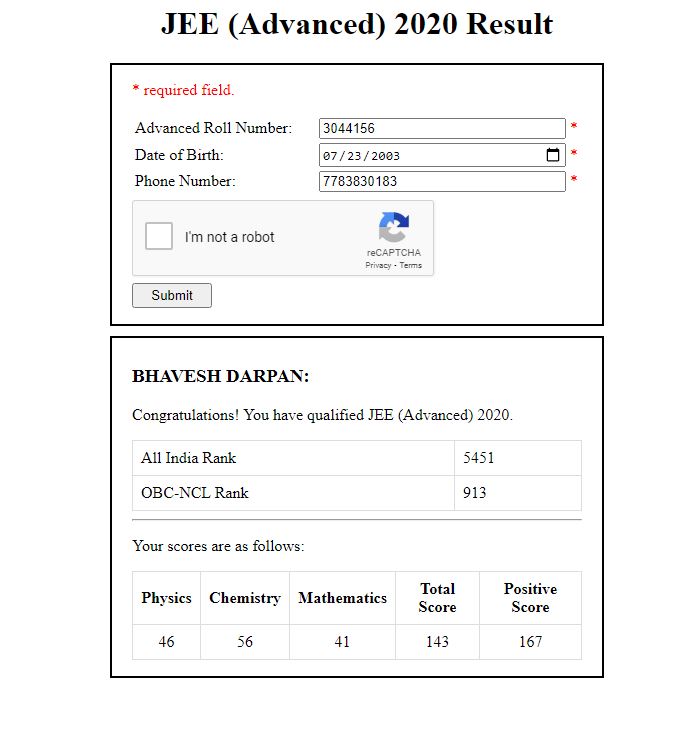 JEE (Advanced) 2020 Result
* required field.
Advanced Roll Number: 3044156 *
Date of Birth: 07/23/2003 *
Phone Number: 7783830183 *
I'm not a robot
reCAPTCHA
Privacy - Terms
Submit
BHAVESH DARPAN:
Congratulations! You have qualified JEE (Advanced) 2020.
All India Rank 5451
OBC-NCL Rank 913
Your scores are as follows:
Physics Chemistry Mathematics Total Score Positive Score
46 56 41 143 167